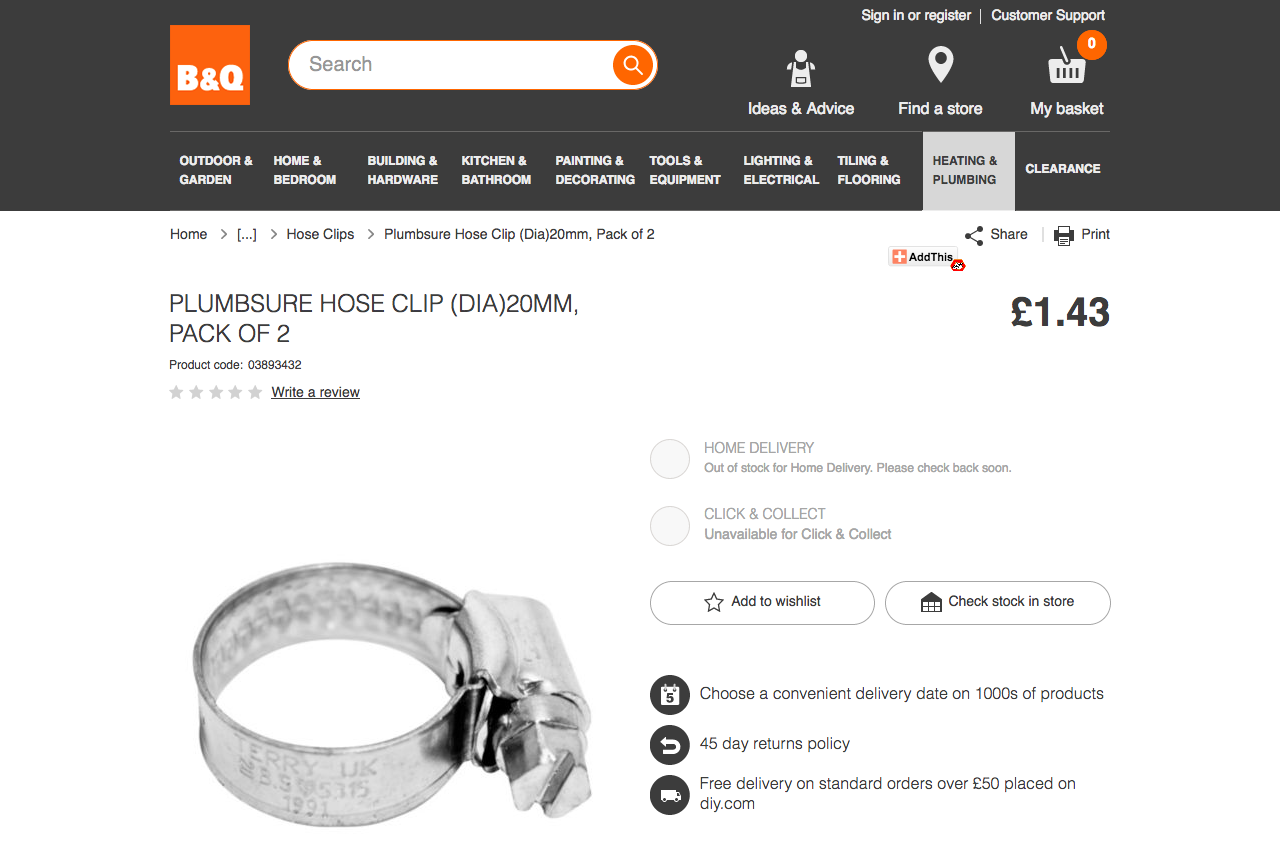 Sign in or register | Customer Support
B&Q
Search
0
Ideas & Advice
Find a store
My basket
OUTDOOR &
GARDEN
HOME &
BEDROOM
BUILDING &
HARDWARE
KITCHEN &
BATHROOM
PAINTING &
DECORATING
TOOLS &
EQUIPMENT
LIGHTING &
ELECTRICAL
TILING &
FLOORING
HEATING &
PLUMBING
CLEARANCE
Home > [...] > Hose Clips > Plumbsure Hose Clip (Dia)20mm, Pack of 2
Share | Print
AddThis
PLUMBSURE HOSE CLIP (DIA)20MM,
PACK OF 2
£1.43
Product code: 03893432
Write a review
HOME DELIVERY
Out of stock for Home Delivery. Please check back soon.
CLICK & COLLECT
Unavailable for Click & Collect
Add to wishlist
Check stock in store
5
Choose a convenient delivery date on 1000s of products
45 day returns policy
Free delivery on standard orders over £50 placed on
diy.com
TERRY UK
B.S 5315
1991